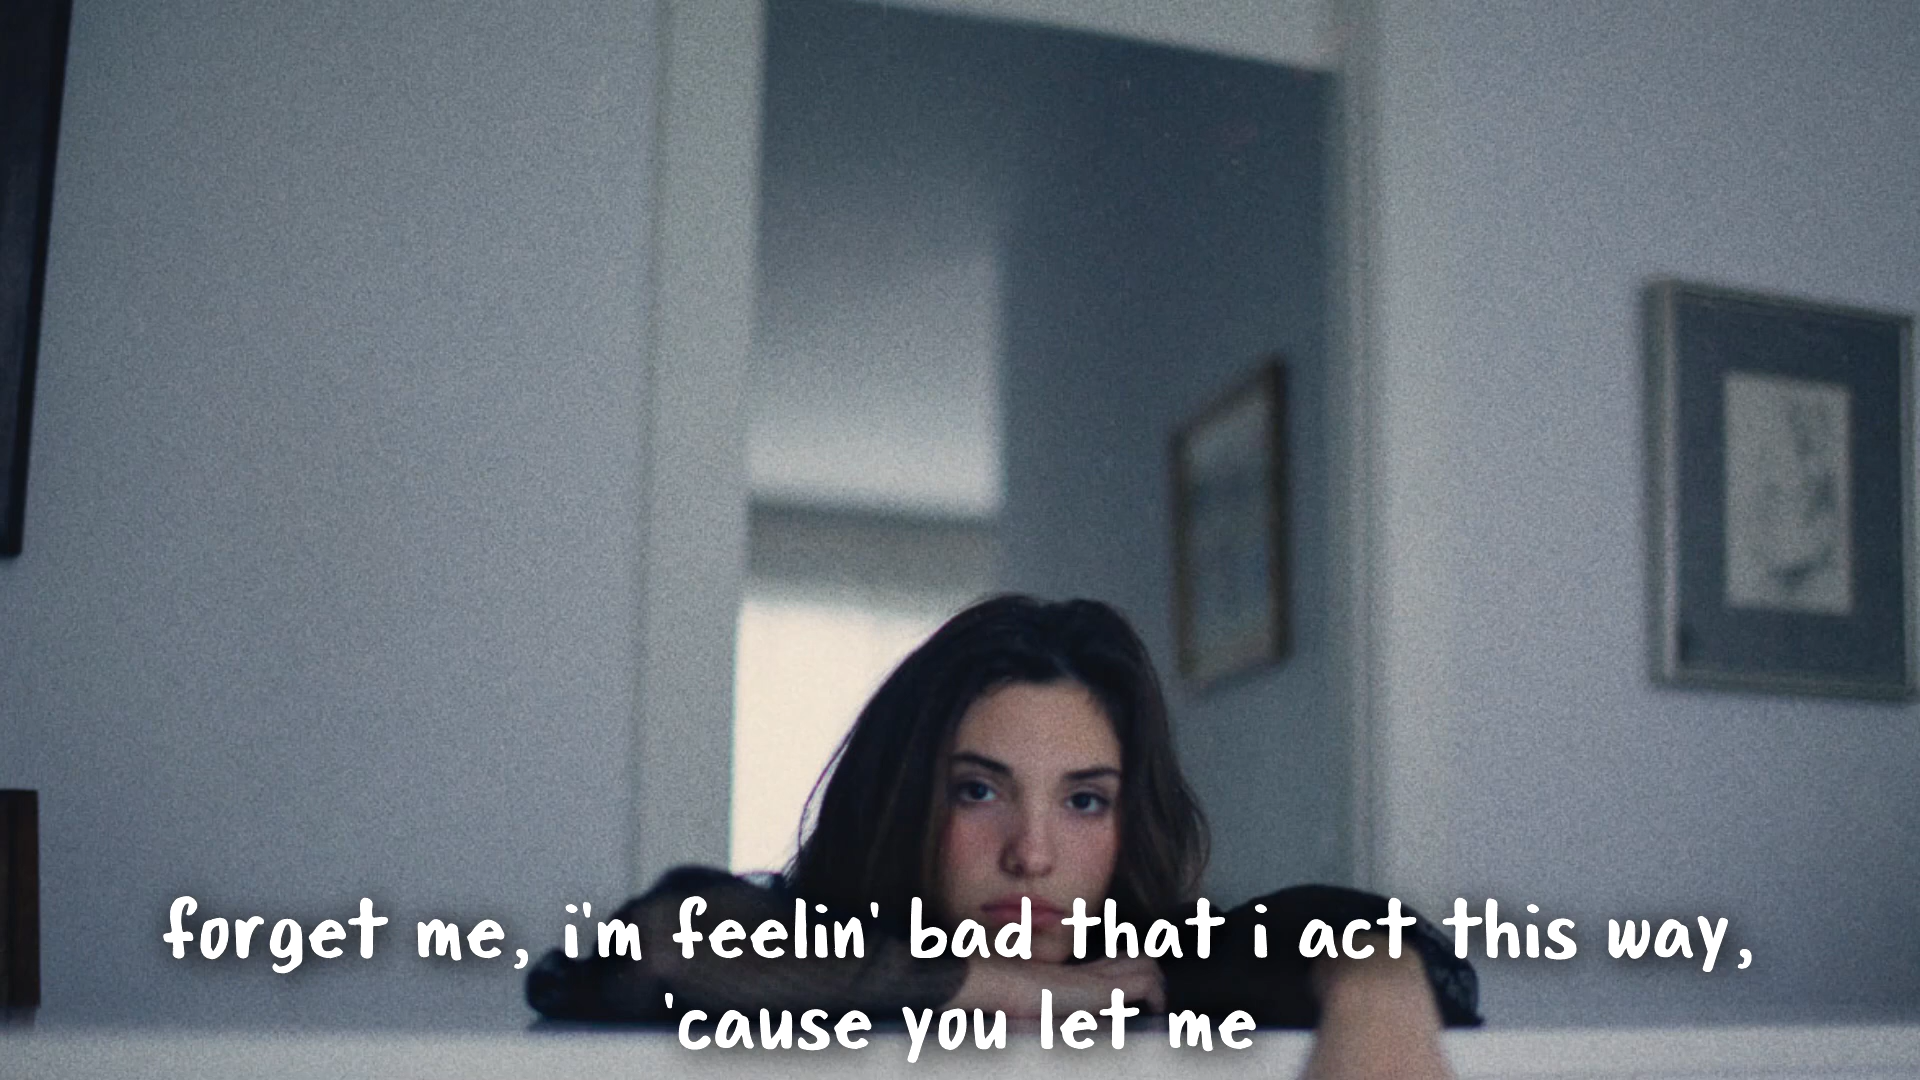 forget me, i'm feelin' bad that i act this way,
'cause you let me